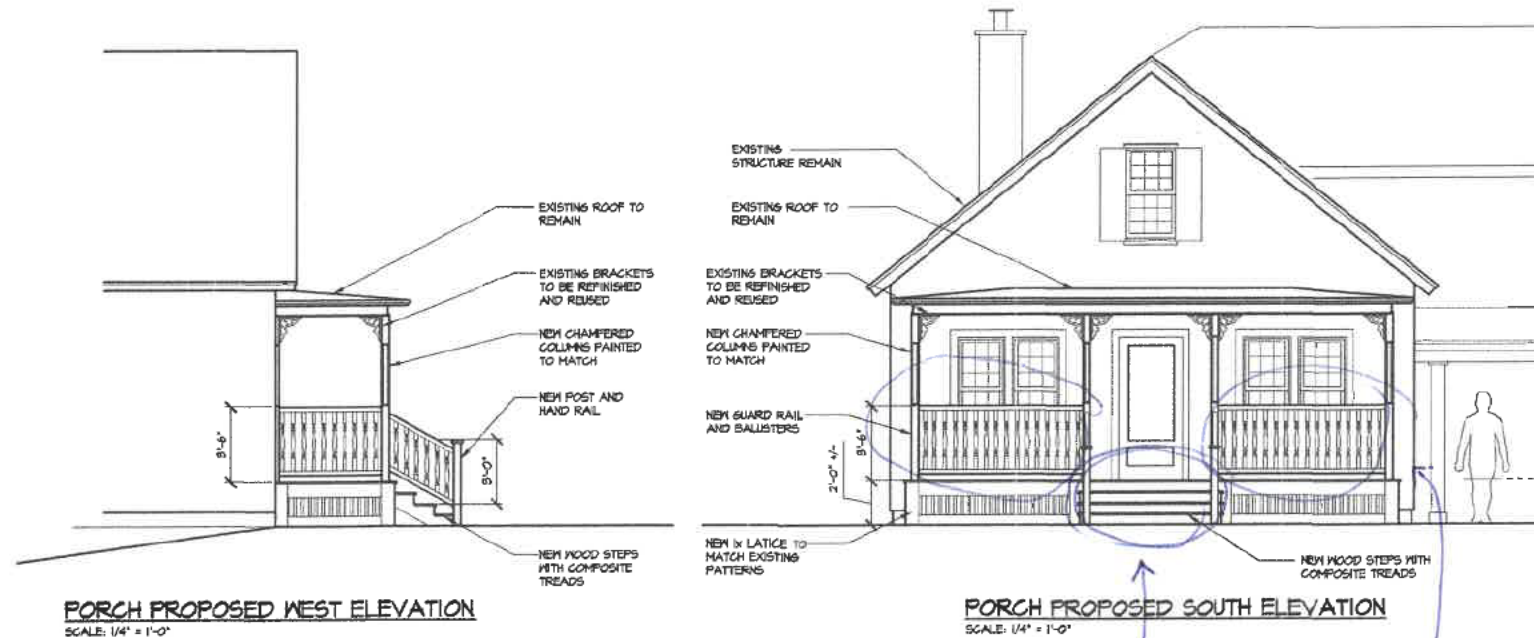 EXISTING ROOF TO
REMAIN
EXISTING BRACKETS
TO BE REFINISHED
AND REUSED
NEW CHAMFERED
COLUMNS PAINTED
TO MATCH
NEW POST AND
HAND RAIL
3'-6"
3'-0"
NEW WOOD STEPS
WITH COMPOSITE
TREADS
PORCH PROPOSED WEST ELEVATION
SCALE: 1/4" = 1'-0"
EXISTING
STRUCTURE REMAIN
EXISTING ROOF TO
REMAIN
EXISTING BRACKETS
TO BE REFINISHED
AND REUSED
NEW CHAMFERED
COLUMNS PAINTED
TO MATCH
NEW GUARD RAIL
AND BALUSTERS
3'-6"
2'-0" +/-
NEW 1x LATICE TO
MATCH EXISTING
PATTERNS
NEW WOOD STEPS WITH
COMPOSITE TREADS
PORCH PROPOSED SOUTH ELEVATION
SCALE: 1/4" = 1'-0"